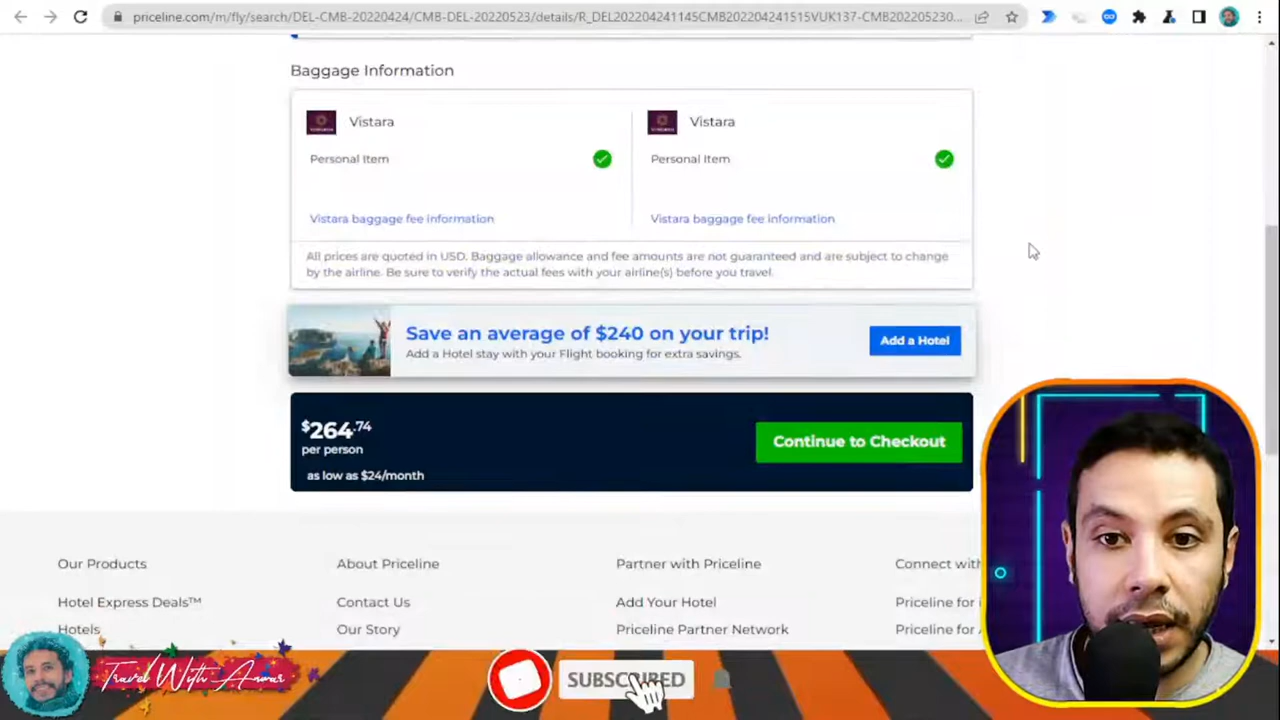 priceline.com/m/fly/search/DEL-CMB-20220424/CMB-DEL-20220523/details/R_DEL202204241145CMB202204241515VUK137-CMB202205230...
Baggage Information
Vistara
Personal Item
Vistara baggage fee information
Vistara
Personal Item
Vistara baggage fee information
All prices are quoted in USD. Baggage allowance and fee amounts are not guaranteed and are subject to change
by the airline. Be sure to verify the actual fees with your airline(s) before you travel.
Save an average of $240 on your trip!
Add a Hotel stay with your Flight booking for extra savings.
Add a Hotel
$264.74
per person
as low as $24/month
Continue to Checkout
Our Products
Hotel Express Deals™
Hotels
About Priceline
Contact Us
Our Story
Partner with Priceline
Add Your Hotel
Priceline Partner Network
Connect with
Priceline for
Priceline for
Travel With Anwar
SUBSCRIBED